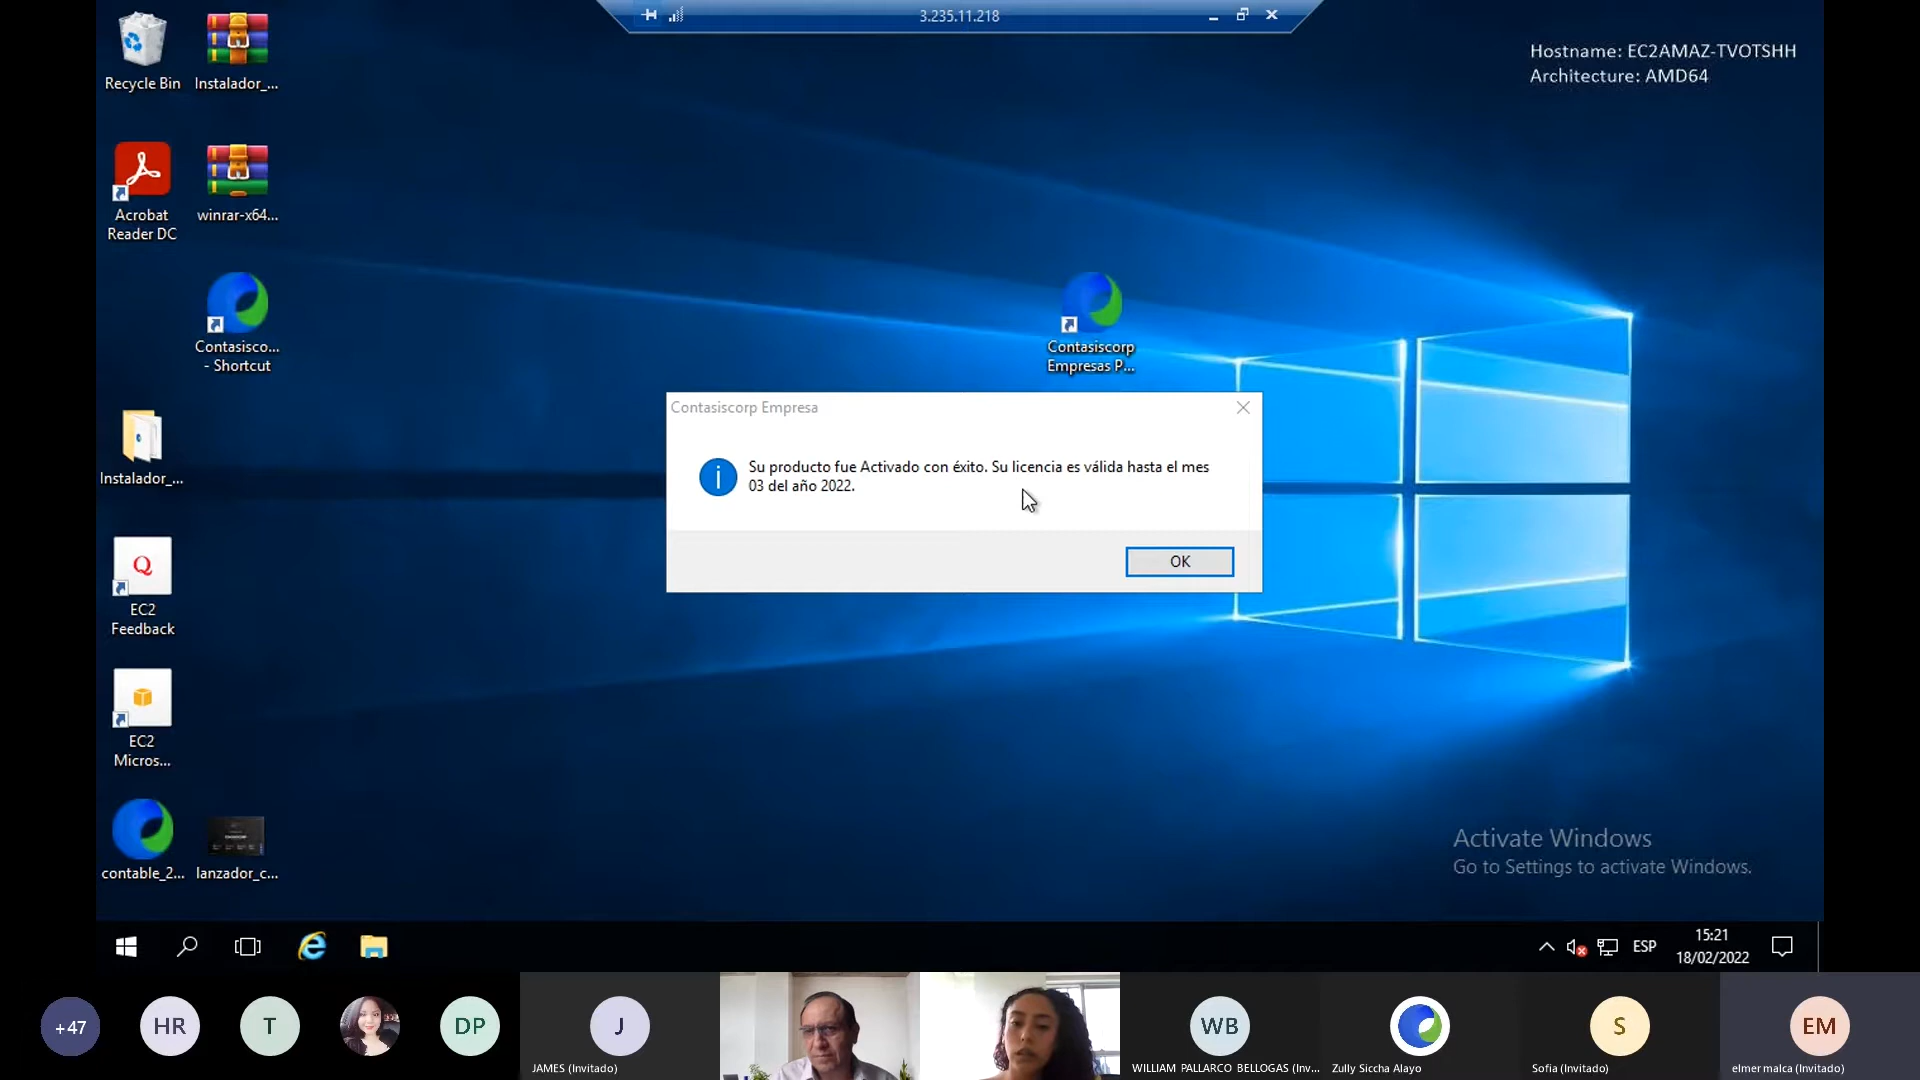 3.235.11.218
Hostname: EC2AMAZ-TVOTSHH
Architecture: AMD64
Recycle Bin
Instalador_...
Acrobat
Reader DC
winrar-x64...
Contasisco...
- Shortcut
Contasiscorp
Empresas P...
Contasiscorp Empresa
Su producto fue Activado con éxito. Su licencia es válida hasta el mes
03 del año 2022.
OK
Instalador_...
Q
EC2
Feedback
EC2
Micros...
contable_2...
lanzador_c...
Activate Windows
Go to Settings to activate Windows.
ESP
15:21
18/02/2022
+47
HR
T
DP
J
JAMES (Invitado)
WB
WILLIAM PALLARCO BELLOGAS (Inv...
Zully Siccha Alayo
S
Sofia (Invitado)
EM
elmer malca (Invitado)